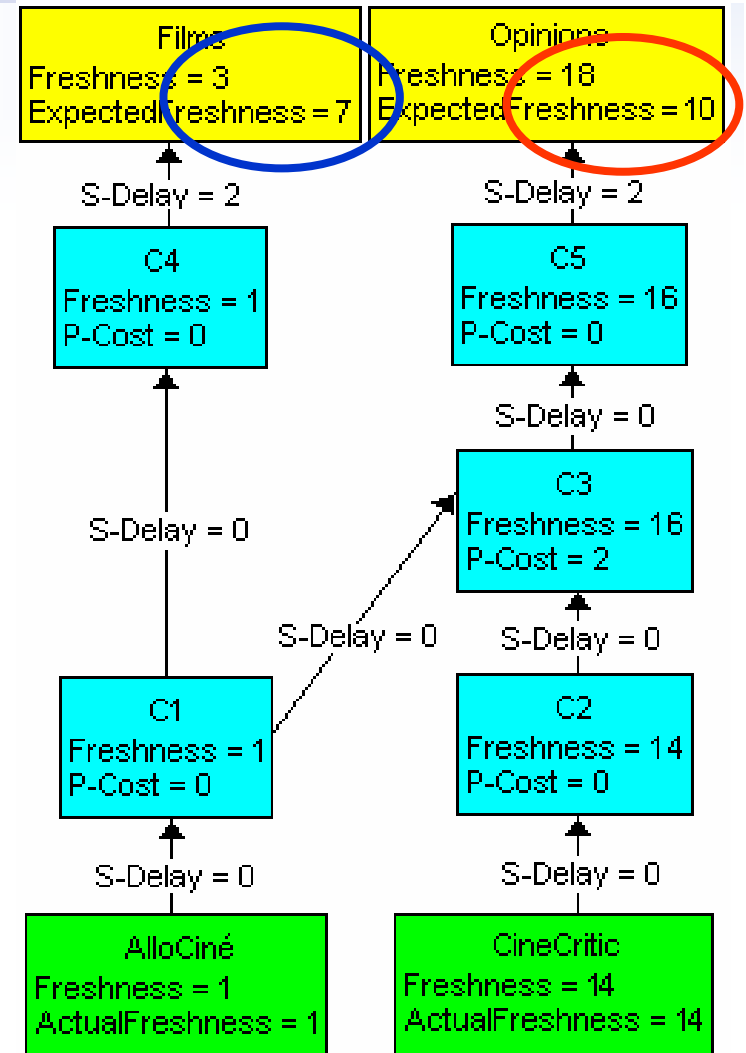 Films
Freshness = 3
ExpectedFreshness = 7
Opinions
Freshness = 18
ExpectedFreshness = 10
S-Delay = 2
S-Delay = 2
C4
Freshness = 1
P-Cost = 0
C5
Freshness = 16
P-Cost = 0
S-Delay = 0
S-Delay = 0
C3
Freshness = 16
P-Cost = 2
S-Delay = 0
S-Delay = 0
C1
Freshness = 1
P-Cost = 0
C2
Freshness = 14
P-Cost = 0
S-Delay = 0
S-Delay = 0
AlloCiné
Freshness = 1
ActualFreshness = 1
CineCritic
Freshness = 14
ActualFreshness = 14